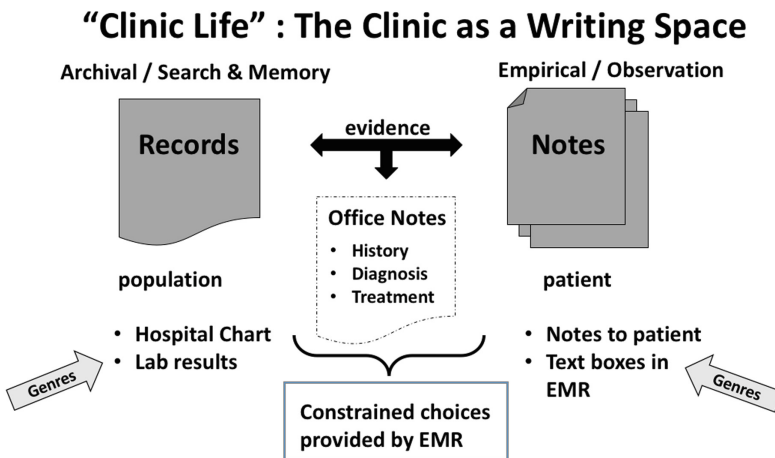 “Clinic Life” : The Clinic as a Writing Space
Archival / Search & Memory
Empirical / Observation
Records
evidence
Notes
Office Notes
• History
• Diagnosis
• Treatment
population
patient
• Hospital Chart
• Lab results
• Notes to patient
• Text boxes in
EMR
Genres
Genres
Constrained choices
provided by EMR